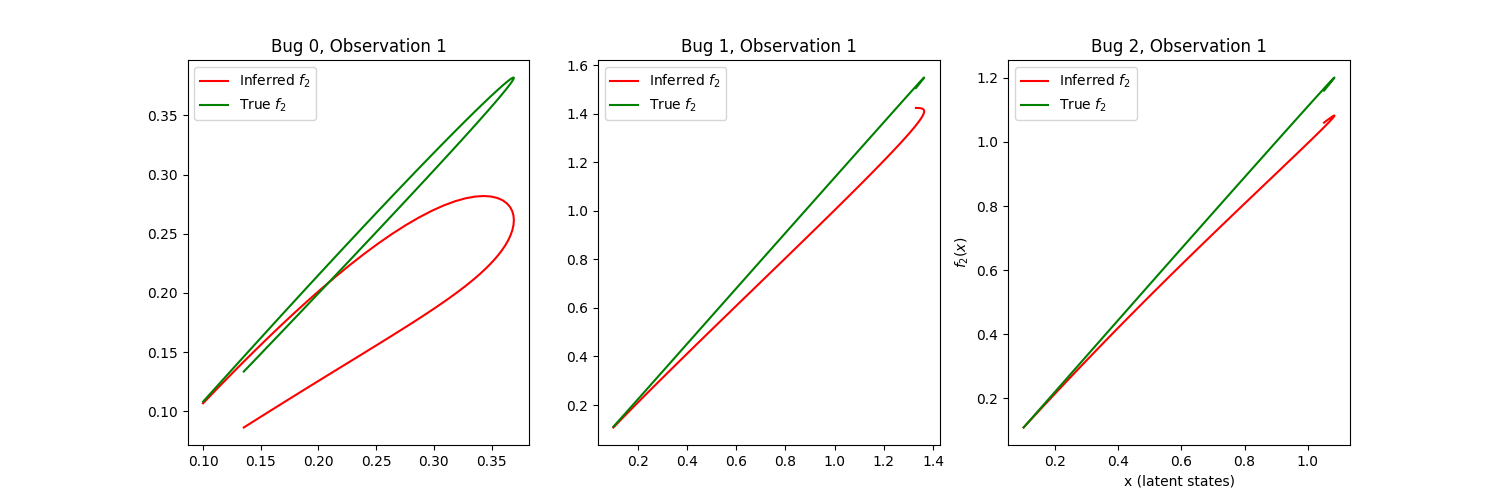 Bug 0, Observation 1
Inferred f₂
True f₂
0.35
0.30
0.25
0.20
0.15
0.10
0.10 0.15 0.20 0.25 0.30 0.35
Bug 1, Observation 1
Inferred f₂
True f₂
1.6
1.4
1.2
1.0
0.8
0.6
0.4
0.2
0.2 0.4 0.6 0.8 1.0 1.2 1.4
Bug 2, Observation 1
Inferred f₂
True f₂
f₂(x)
1.2
1.0
0.8
0.6
0.4
0.2
0.2 0.4 0.6 0.8 1.0
x (latent states)